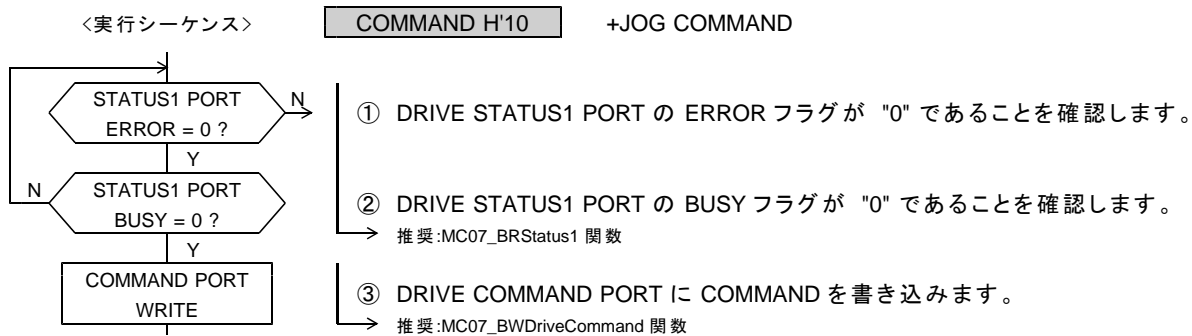 <実行シーケンス>
COMMAND H'10
+JOG COMMAND
STATUS1 PORT
ERROR = 0 ?
N
① DRIVE STATUS1 PORT の ERROR フラグが "0" であることを確認します。
Y
N
STATUS1 PORT
BUSY = 0 ?
② DRIVE STATUS1 PORT の BUSY フラグが "0" であることを確認します。
推奨:MC07_BRStatus1 関数
Y
COMMAND PORT
WRITE
③ DRIVE COMMAND PORT に COMMAND を書き込みます。
推奨:MC07_BWDriveCommand 関数